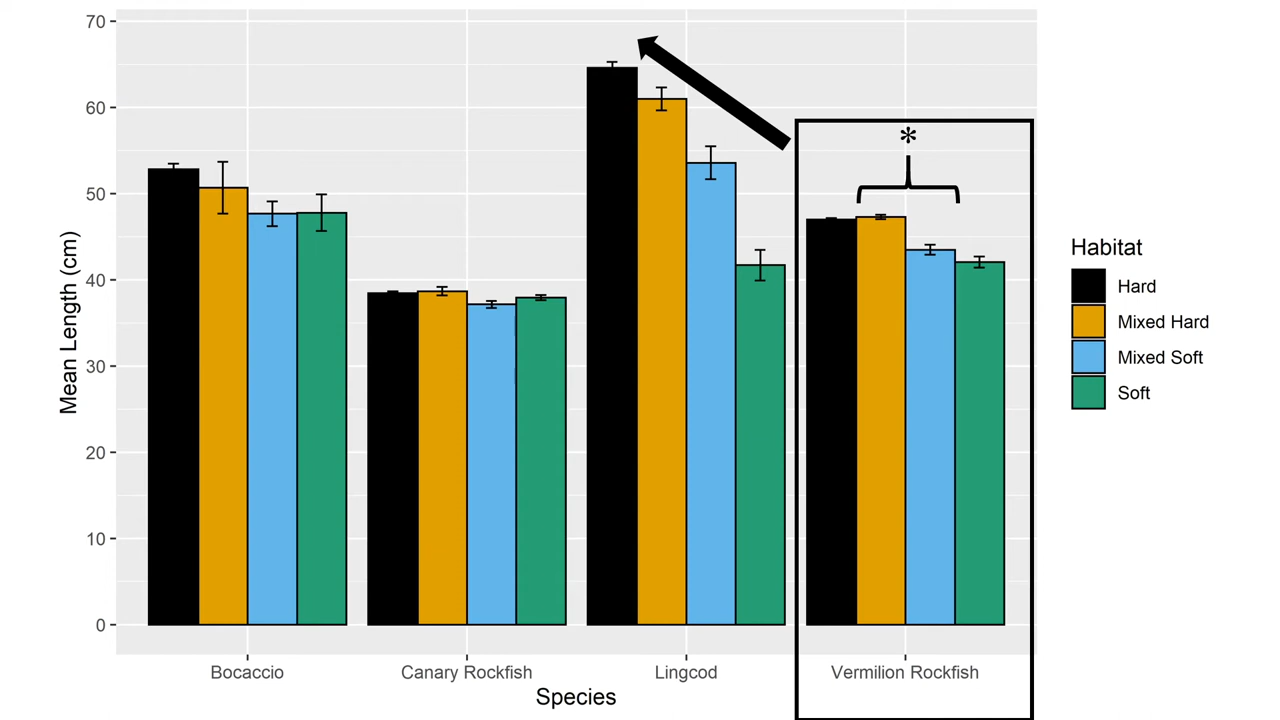 70
60
50
40
30
20
10
0
Mean Length (cm)
*
Bocaccio
Canary Rockfish
Lingcod
Vermilion Rockfish
Species
Habitat
Hard
Mixed Hard
Mixed Soft
Soft